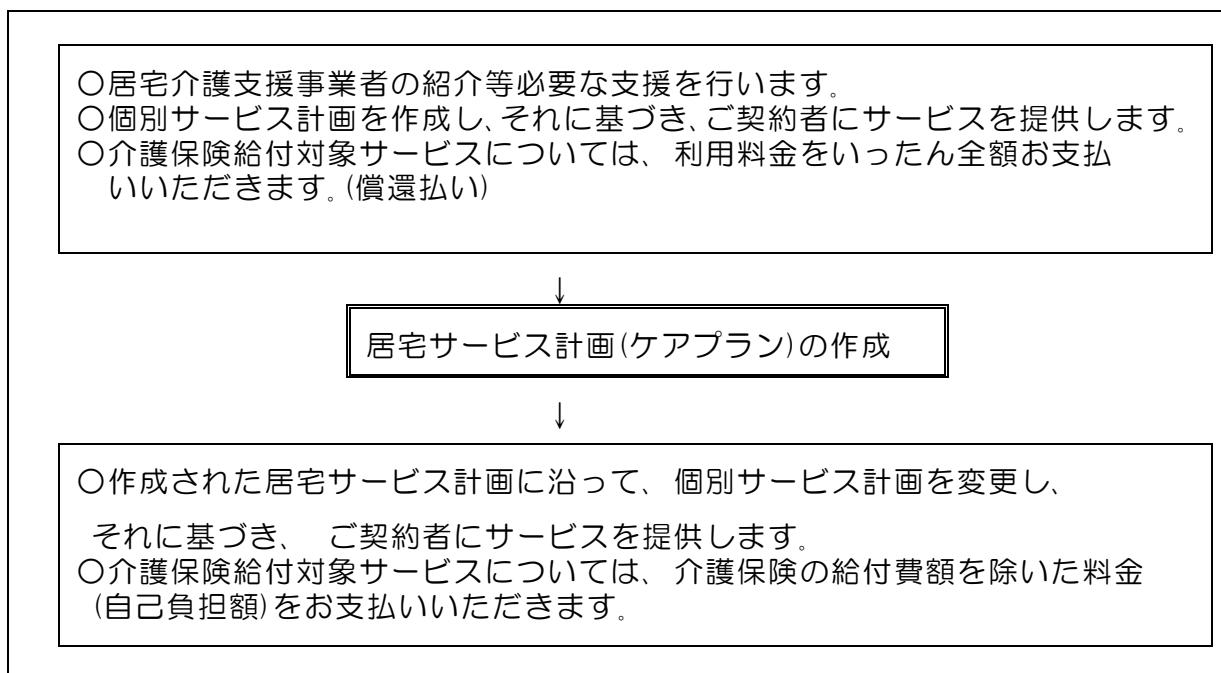 ○居宅介護支援事業者の紹介等必要な支援を行います。
○個別サービス計画を作成し、それに基づき、ご契約者にサービスを提供します。
○介護保険給付対象サービスについては、利用料金をいったん全額お支払
いいただきます。(償還払い)
↓
居宅サービス計画(ケアプラン)の作成
↓
○作成された居宅サービス計画に沿って、個別サービス計画を変更し、
それに基づき、 ご契約者にサービスを提供します。
○介護保険給付対象サービスについては、介護保険の給付費額を除いた料金
(自己負担額)をお支払いいただきます。